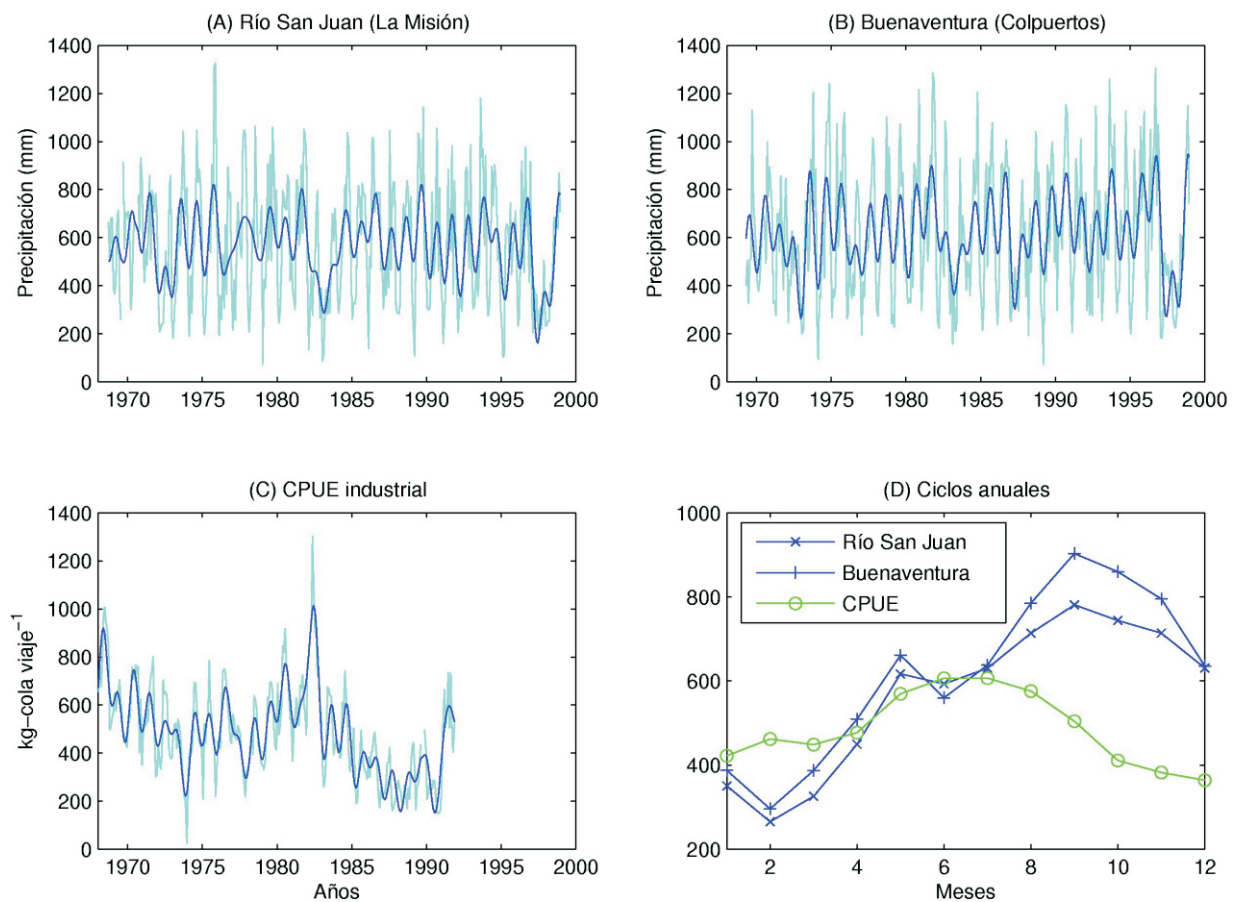 (A) Río San Juan (La Misión)
Precipitación (mm)
1400
1200
1000
800
600
400
200
0
1970 1975 1980 1985 1990 1995 2000
(B) Buenaventura (Colpuertos)
Precipitación (mm)
1400
1200
1000
800
600
400
200
0
1970 1975 1980 1985 1990 1995 2000
(C) CPUE industrial
kg–cola viaje⁻¹
1400
1200
1000
800
600
400
200
0
1970 1975 1980 1985 1990 1995 2000
Años
(D) Ciclos anuales
Río San Juan
Buenaventura
CPUE
1000
800
600
400
200
2 4 6 8 10 12
Meses